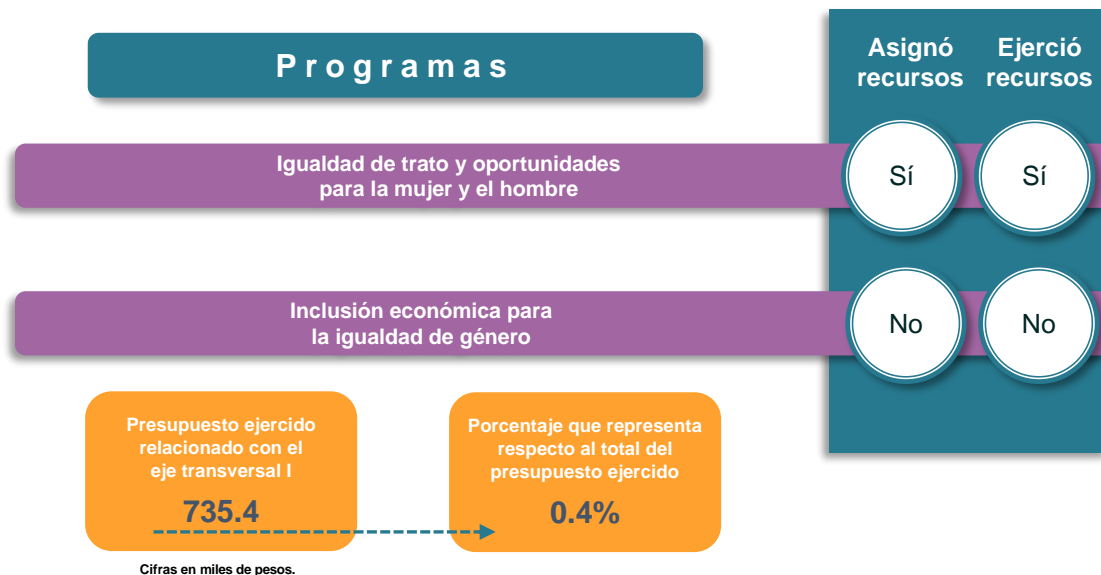 Programas
Asignó
recursos
Ejerció
recursos
Igualdad de trato y oportunidades
para la mujer y el hombre
Sí
Sí
Inclusión económica para
la igualdad de género
No
No
Presupuesto ejercido
relacionado con el
eje transversal I
735.4
Porcentaje que representa
respecto al total del
presupuesto ejercido
0.4%
Cifras en miles de pesos.